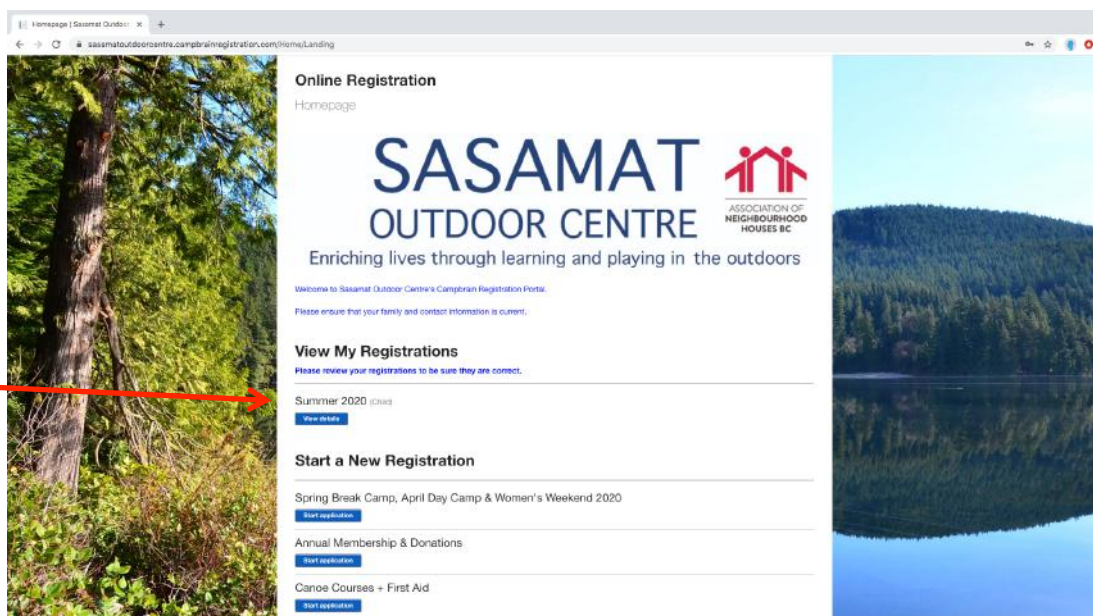 Homepage | Sasamat Outdoor
sasamatoutdoorcentre.campbrainregistration.com/Home/Landing
Online Registration
Homepage
SASAMAT
OUTDOOR CENTRE
ASSOCIATION OF
NEIGHBOURHOOD
HOUSES BC
Enriching lives through learning and playing in the outdoors
Welcome to Sasamat Outdoor Centre's Campbrain Registration Portal.
Please ensure that your family and contact information is current.
View My Registrations
Please review your registrations to be sure they are correct.
Summer 2020 (Child)
View details
Start a New Registration
Spring Break Camp, April Day Camp & Women's Weekend 2020
Start application
Annual Membership & Donations
Start application
Canoe Courses + First Aid
Start application